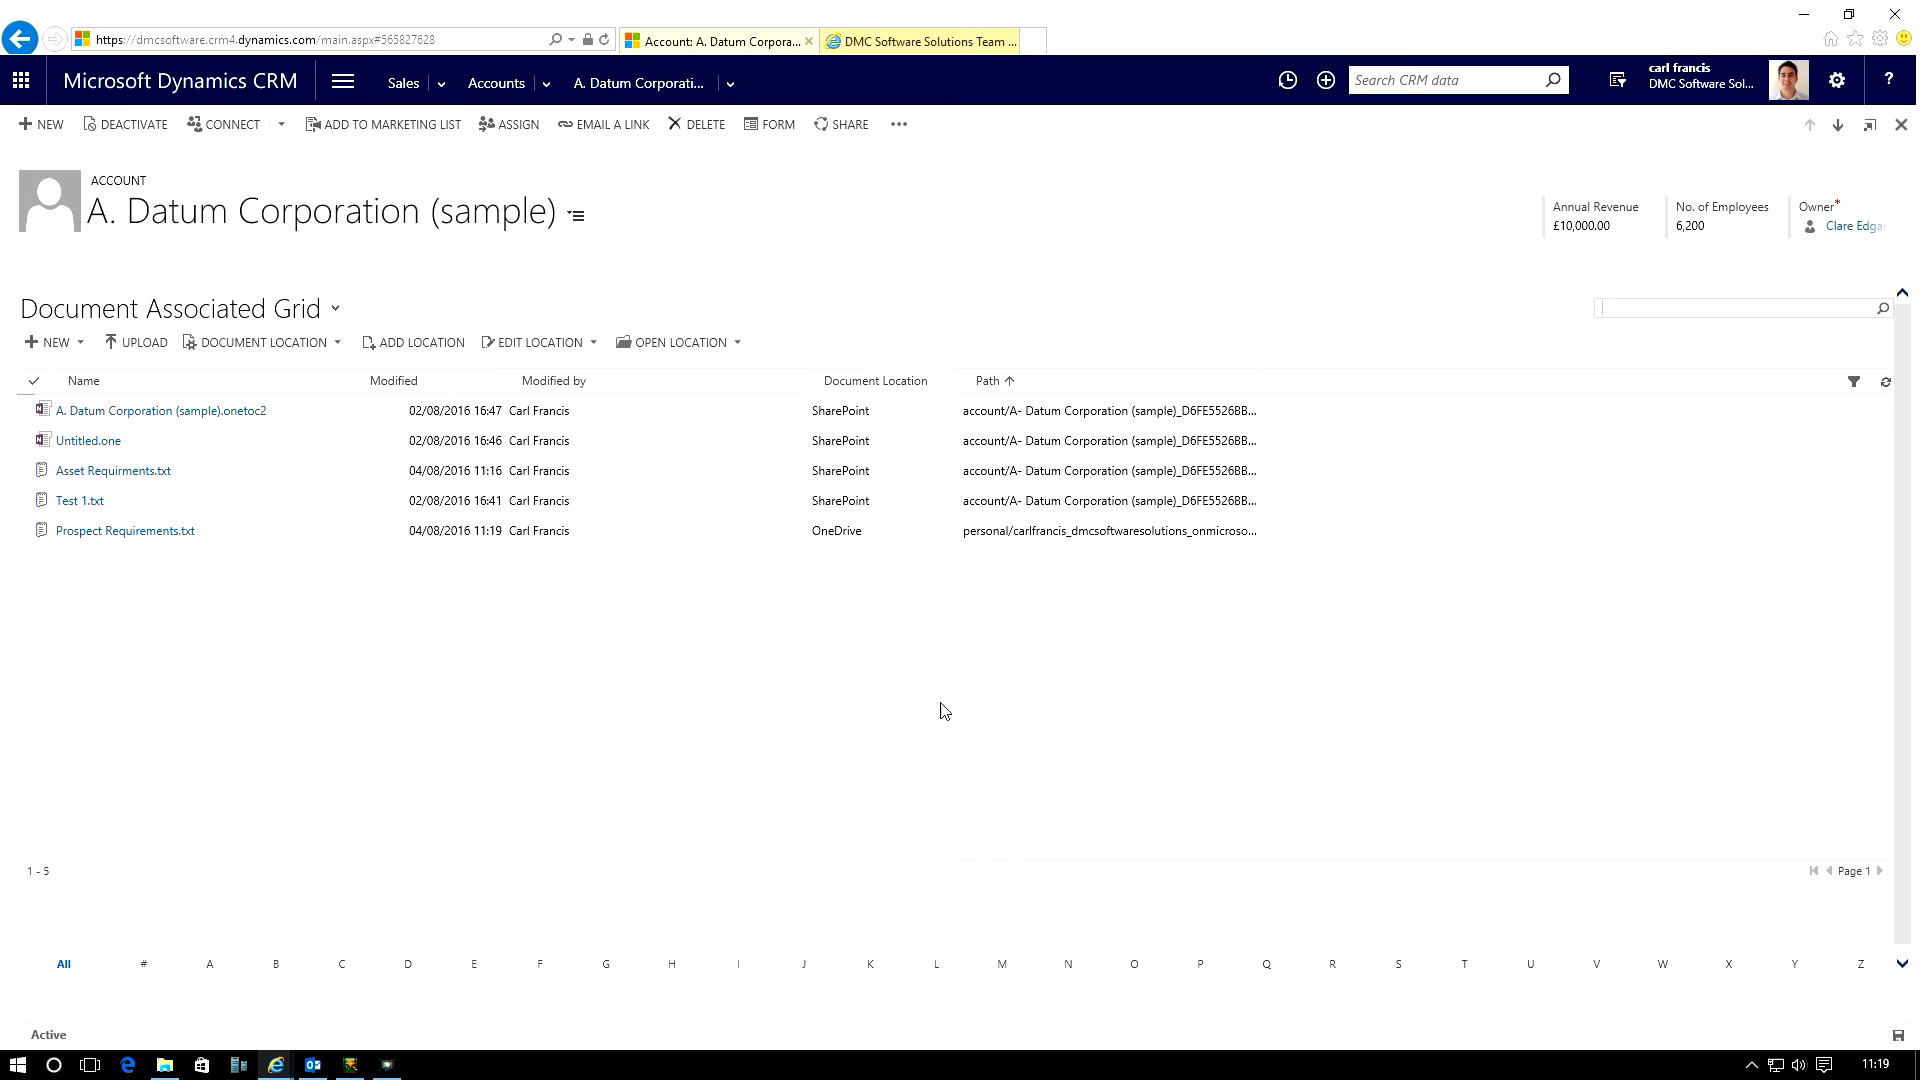 https://dmcsoftware.crm4.dynamics.com/main.aspx#565827628
Account: A. Datum Corpora...
DMC Software Solutions Team ...
Microsoft Dynamics CRM
Sales
Accounts
A. Datum Corporati...
Search CRM data
carl francis
DMC Software Sol...
?
NEW
DEACTIVATE
CONNECT
ADD TO MARKETING LIST
ASSIGN
EMAIL A LINK
DELETE
FORM
SHARE
ACCOUNT
A. Datum Corporation (sample)
Annual Revenue
£10,000.00
No. of Employees
6,200
Owner*
Clare Edgar
Document Associated Grid
NEW
UPLOAD
DOCUMENT LOCATION
ADD LOCATION
EDIT LOCATION
OPEN LOCATION
Name Modified Modified by Document Location Path
A. Datum Corporation (sample).onetoc2 02/08/2016 16:47 Carl Francis SharePoint account/A- Datum Corporation (sample)_D6FE5526BB...
Untitled.one 02/08/2016 16:46 Carl Francis SharePoint account/A- Datum Corporation (sample)_D6FE5526BB...
Asset Requirments.txt 04/08/2016 11:16 Carl Francis SharePoint account/A- Datum Corporation (sample)_D6FE5526BB...
Test 1.txt 02/08/2016 16:41 Carl Francis SharePoint account/A- Datum Corporation (sample)_D6FE5526BB...
Prospect Requirements.txt 04/08/2016 11:19 Carl Francis OneDrive personal/carlfrancis_dmcsoftwaresolutions_onmicroso...
1 - 5
Page 1
All # A B C D E F G H I J K L M N O P Q R S T U V W X Y Z
Active
11:19